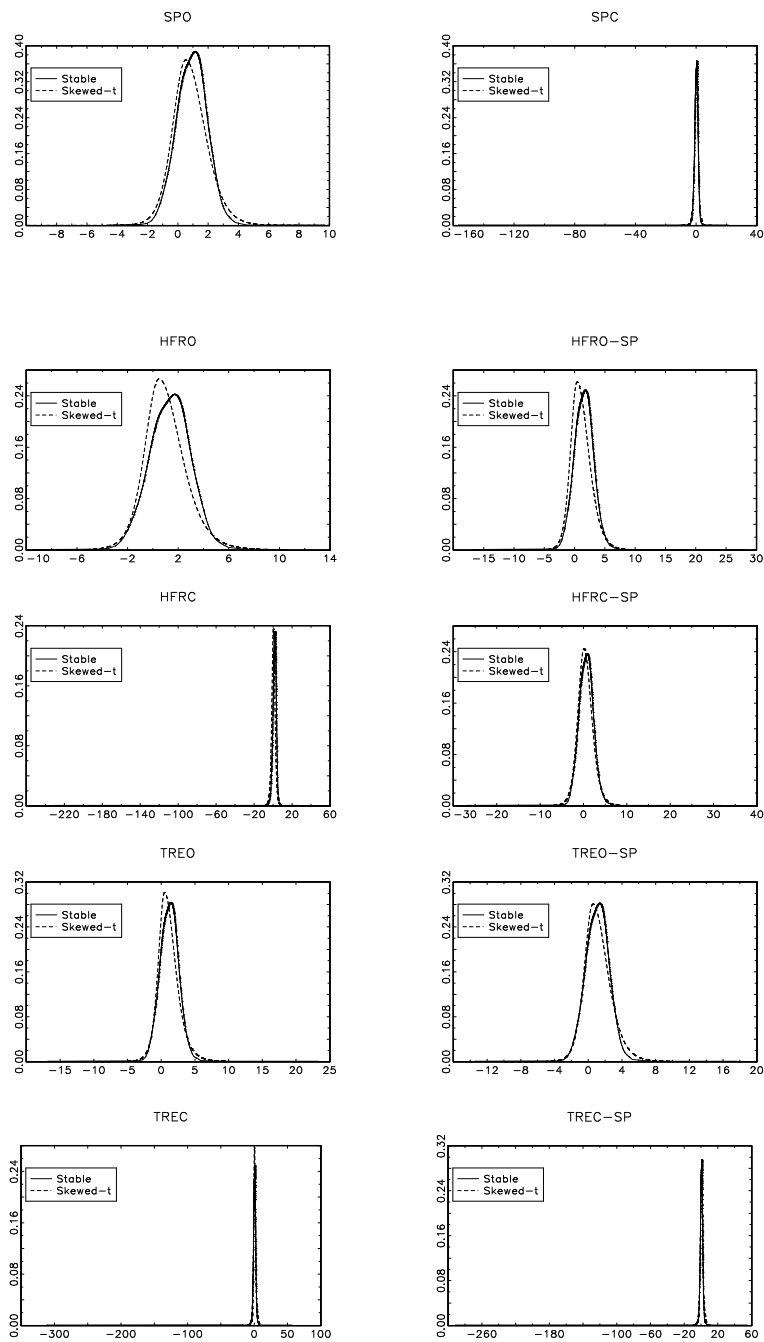 SPO
SPC
0.00 0.08 0.16 0.24 0.32 0.40
Stable
Skewed-t
-8 -6 -4 -2 0 2 4 6 8 10
0.00 0.08 0.16 0.24 0.32 0.40
Stable
Skewed-t
-160 -120 -80 -40 0 40
HFRO
HFRO-SP
0.00 0.08 0.16 0.24
Stable
Skewed-t
-10 -6 -2 2 6 10 14
0.00 0.08 0.16 0.24
Stable
Skewed-t
-15 -10 -5 0 5 10 15 20 25 30
HFRC
HFRC-SP
0.00 0.08 0.16 0.24
Stable
Skewed-t
-220 -180 -140 -100 -60 -20 20 60
0.00 0.08 0.16 0.24
Stable
Skewed-t
-30 -20 -10 0 10 20 30 40
TREO
TREO-SP
0.00 0.08 0.16 0.24 0.32
Stable
Skewed-t
-15 -10 -5 0 5 10 15 20 25
0.00 0.08 0.16 0.24 0.32
Stable
Skewed-t
-12 -8 -4 0 4 8 12 16 20
TREC
TREC-SP
0.00 0.08 0.16 0.24
Stable
Skewed-t
-300 -200 -100 0 100
0.00 0.08 0.16 0.24 0.32
Stable
Skewed-t
-260 -180 -120 -60 0 60